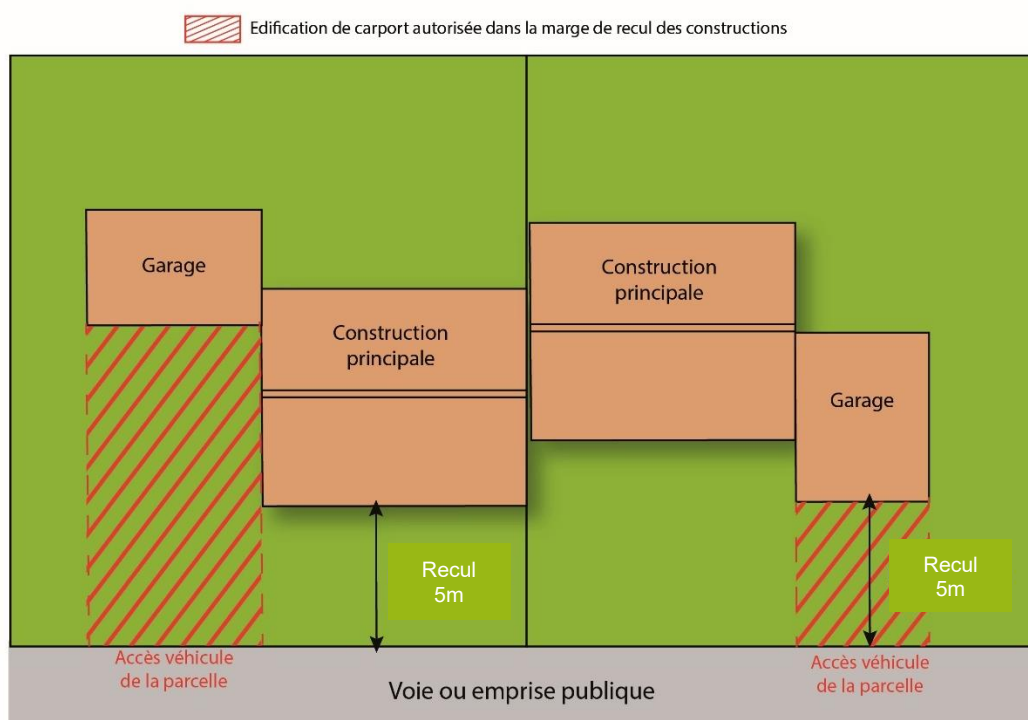 Edification de carport autorisée dans la marge de recul des constructions
Garage
Construction
principale
Construction
principale
Garage
Recul
5m
Recul
5m
Accès véhicule
de la parcelle
Accès véhicule
de la parcelle
Voie ou emprise publique